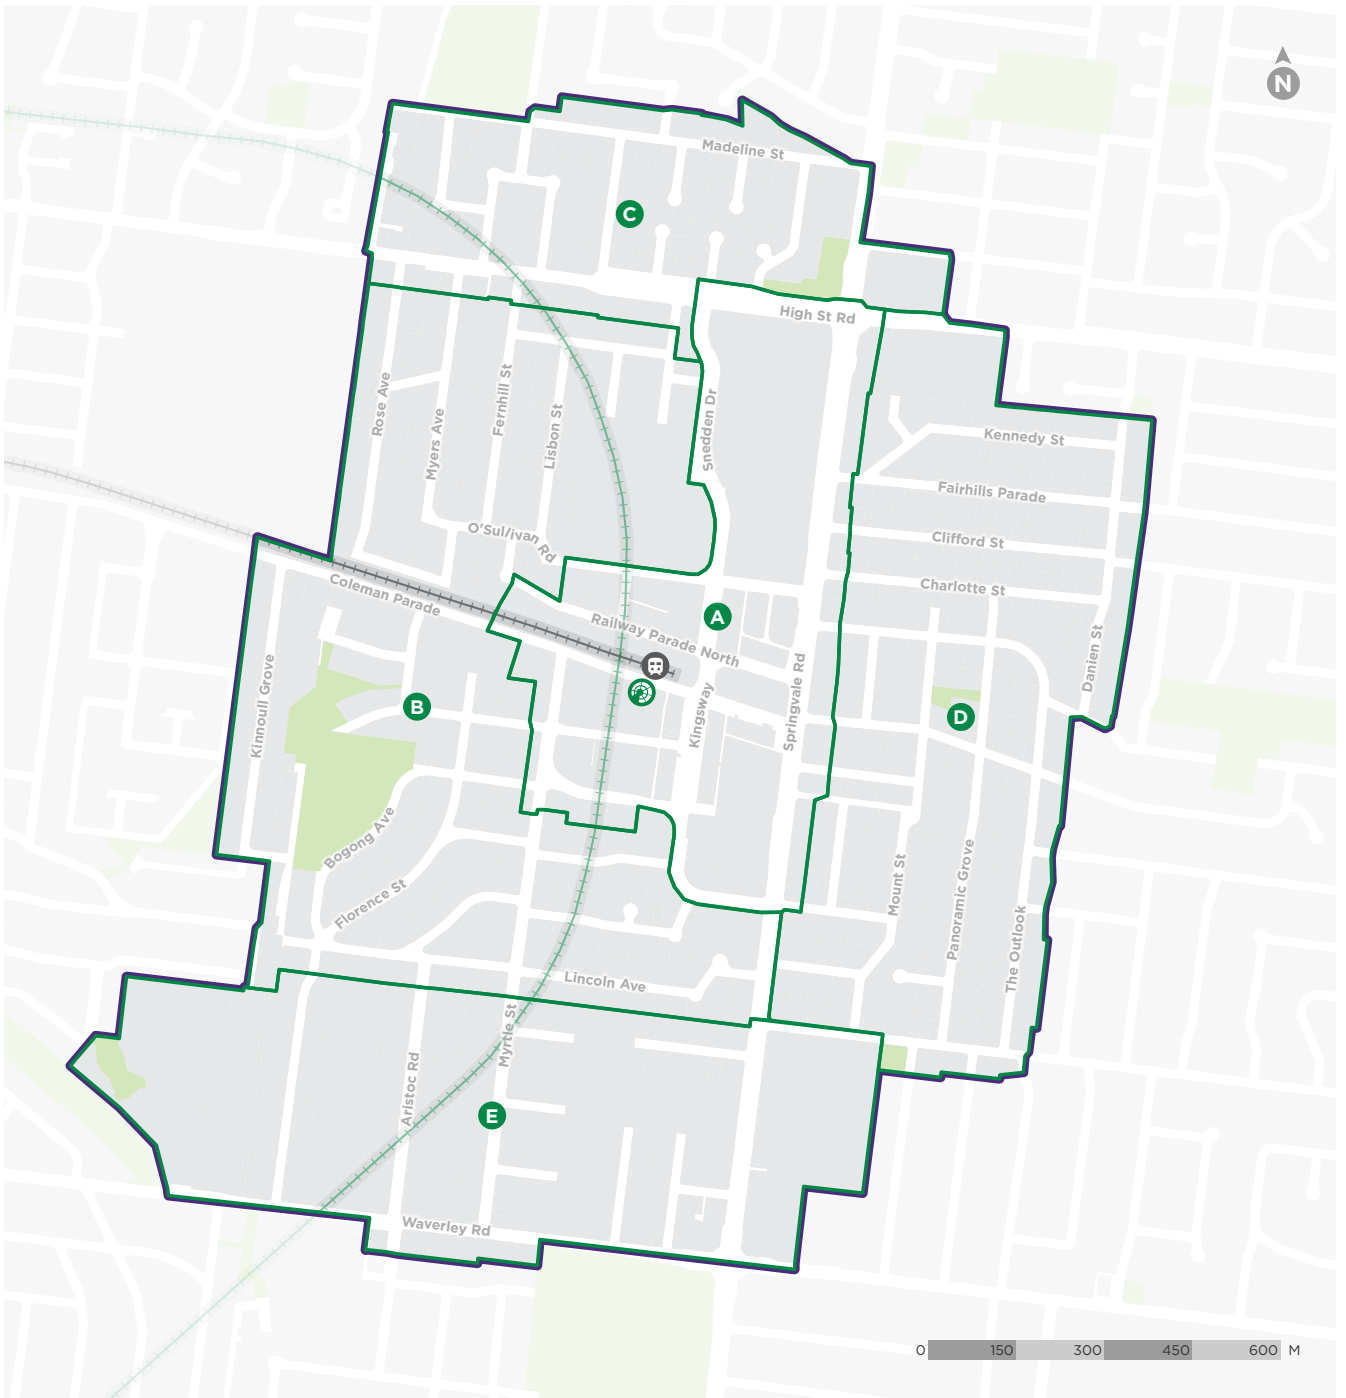 N
Madeline St
C
High St Rd
Rose Ave
Myers Ave
Fernhill St
Lisbon St
Snedden Dr
Kennedy St
Fairhills Parade
Clifford St
O'Sullivan Rd
Coleman Parade
Charlotte St
Railway Parade North
A
Danien St
Kinnoull Grove
B
Kingsway
Springvale Rd
D
Bogong Ave
Florence St
Mount St
Panoramic Grove
The Outlook
Lincoln Ave
Myrtle St
Aristoc Rd
E
Waverley Rd
0 150 300 450 600 M